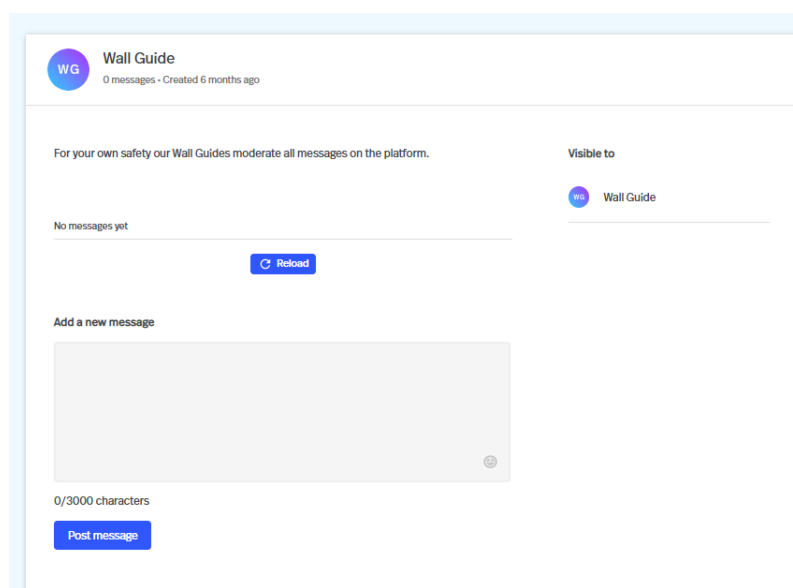 WG
Wall Guide
0 messages • Created 6 months ago
For your own safety our Wall Guides moderate all messages on the platform.
No messages yet
Reload
Add a new message
0/3000 characters
Post message
Visible to
WG
Wall Guide